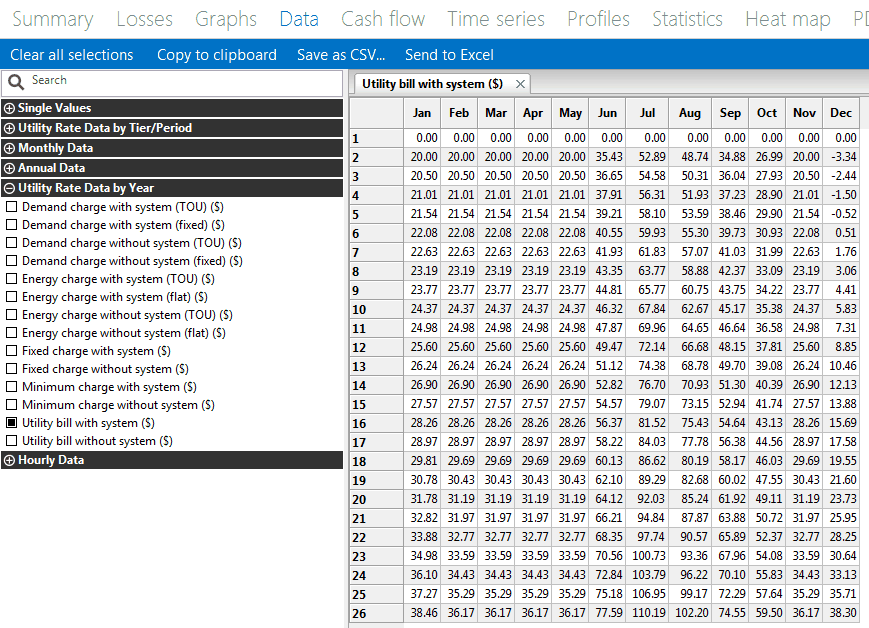 Summary Losses Graphs Data Cash flow Time series Profiles Statistics Heat map PD
Clear all selections Copy to clipboard Save as CSV... Send to Excel
Search
Single Values
Utility Rate Data by Tier/Period
Monthly Data
Annual Data
Utility Rate Data by Year
Demand charge with system (TOU) ($)
Demand charge with system (fixed) ($)
Demand charge without system (TOU) ($)
Demand charge without system (fixed) ($)
Energy charge with system (TOU) ($)
Energy charge with system (flat) ($)
Energy charge without system (TOU) ($)
Energy charge without system (flat) ($)
Fixed charge with system ($)
Fixed charge without system ($)
Minimum charge with system ($)
Minimum charge without system ($)
Utility bill with system ($)
Utility bill without system ($)
Hourly Data
Utility bill with system ($)
Jan Feb Mar Apr May Jun Jul Aug Sep Oct Nov Dec
1 0.00 0.00 0.00 0.00 0.00 0.00 0.00 0.00 0.00 0.00 0.00 0.00
2 20.00 20.00 20.00 20.00 20.00 35.43 52.89 48.74 34.88 26.99 20.00 -3.34
3 20.50 20.50 20.50 20.50 20.50 36.65 54.58 50.31 36.04 27.93 20.50 -2.44
4 21.01 21.01 21.01 21.01 21.01 37.91 56.31 51.93 37.23 28.90 21.01 -1.50
5 21.54 21.54 21.54 21.54 21.54 39.21 58.10 53.59 38.46 29.90 21.54 -0.52
6 22.08 22.08 22.08 22.08 22.08 40.55 59.93 55.30 39.73 30.93 22.08 0.51
7 22.63 22.63 22.63 22.63 22.63 41.93 61.83 57.07 41.03 31.99 22.63 1.76
8 23.19 23.19 23.19 23.19 23.19 43.35 63.77 58.88 42.37 33.09 23.19 3.06
9 23.77 23.77 23.77 23.77 23.77 44.81 65.77 60.75 43.75 34.22 23.77 4.41
10 24.37 24.37 24.37 24.37 24.37 46.32 67.84 62.67 45.17 35.38 24.37 5.83
11 24.98 24.98 24.98 24.98 24.98 47.87 69.96 64.65 46.64 36.58 24.98 7.31
12 25.60 25.60 25.60 25.60 25.60 49.47 72.14 66.68 48.15 37.81 25.60 8.85
13 26.24 26.24 26.24 26.24 26.24 51.12 74.38 68.78 49.70 39.08 26.24 10.46
14 26.90 26.90 26.90 26.90 26.90 52.82 76.70 70.93 51.30 40.39 26.90 12.13
15 27.57 27.57 27.57 27.57 27.57 54.57 79.07 73.15 52.94 41.74 27.57 13.88
16 28.26 28.26 28.26 28.26 28.26 56.37 81.52 75.43 54.64 43.13 28.26 15.69
17 28.97 28.97 28.97 28.97 28.97 58.22 84.03 77.78 56.38 44.56 28.97 17.58
18 29.81 29.69 29.69 29.69 29.69 60.13 86.62 80.19 58.17 46.03 29.69 19.55
19 30.78 30.43 30.43 30.43 30.43 62.10 89.29 82.68 60.02 47.55 30.43 21.60
20 31.78 31.19 31.19 31.19 31.19 64.12 92.03 85.24 61.92 49.11 31.19 23.73
21 32.82 31.97 31.97 31.97 31.97 66.21 94.84 87.87 63.88 50.72 31.97 25.95
22 33.88 32.77 32.77 32.77 32.77 68.35 97.74 90.57 65.89 52.37 32.77 28.25
23 34.98 33.59 33.59 33.59 33.59 70.56 100.73 93.36 67.96 54.08 33.59 30.64
24 36.10 34.43 34.43 34.43 34.43 72.84 103.79 96.22 70.10 55.83 34.43 33.13
25 37.27 35.29 35.29 35.29 35.29 75.18 106.95 99.17 72.29 57.64 35.29 35.71
26 38.46 36.17 36.17 36.17 36.17 77.59 110.19 102.20 74.55 59.50 36.17 38.30